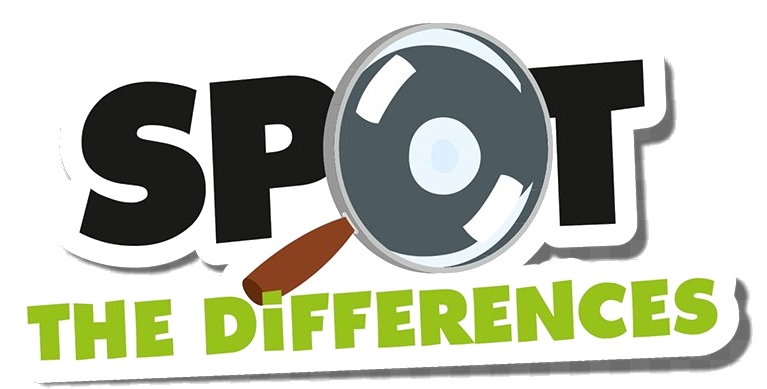 SPOT
THE DiFFERENCES